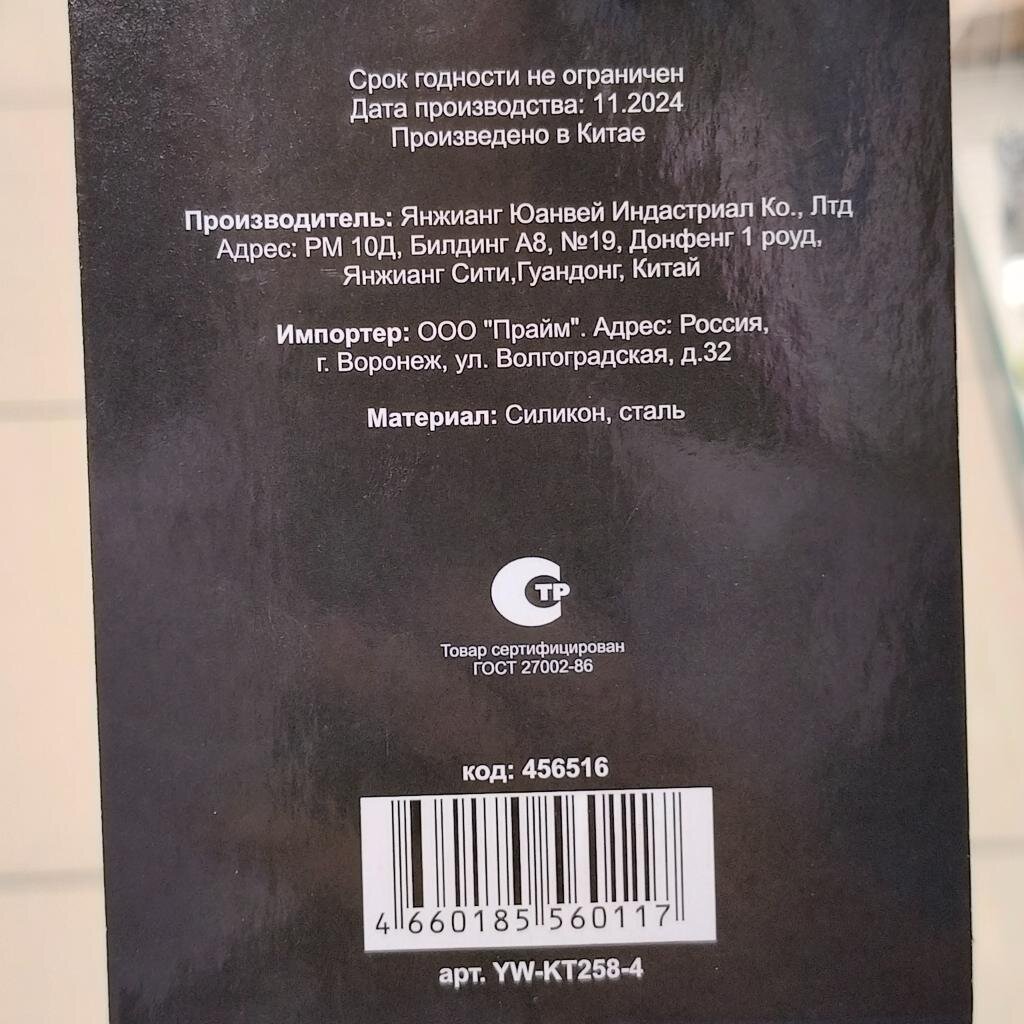 Срок годности не ограничен
Дата производства: 11.2024
Произведено в Китае
Производитель: Янжианг Юанвей Индастриал Ко., Лтд
Адрес: РМ 10Д, Билдинг А8, №19, Донфенг 1 роуд,
Янжианг Сити,Гуандонг, Китай
Импортер: ООО "Прайм". Адрес: Россия,
г. Воронеж, ул. Волгоградская, д.32
Материал: Силикон, сталь
СТР
Товар сертифицирован
ГОСТ 27002-86
код: 456516
4 660185 560117
арт. YW-KT258-4